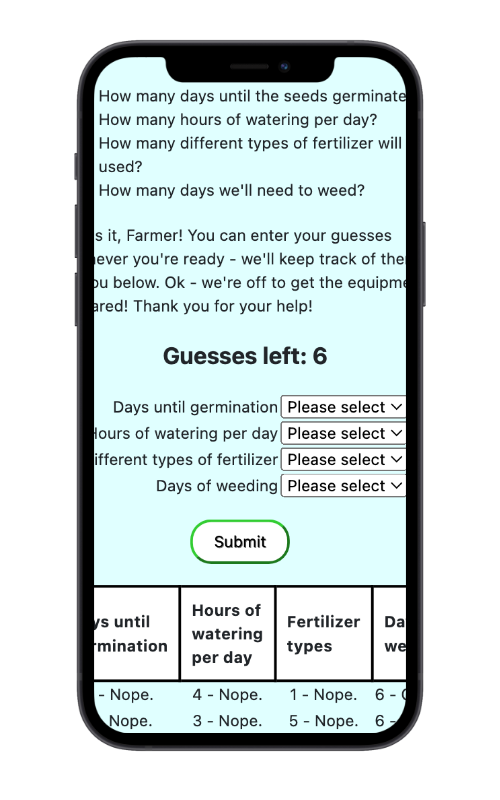 How many days until the seeds germinate
How many hours of watering per day?
How many different types of fertilizer will
used?
How many days we'll need to weed?
s it, Farmer! You can enter your guesses
ever you're ready - we'll keep track of
ou below. Ok - we're off to get the
ared! Thank you for your help!
Guesses left: 6
Days until germination Please select
Hours of watering per day Please select
ifferent types of fertilizer Please select
Days of weeding Please select
Submit
ys until
rmination
Hours of
watering
per day
Fertilizer
types
Da
we
- Nope. 4 - Nope. 1 - Nope. 6 -
Nope. 3 - Nope. 5 - Nope. 6 -